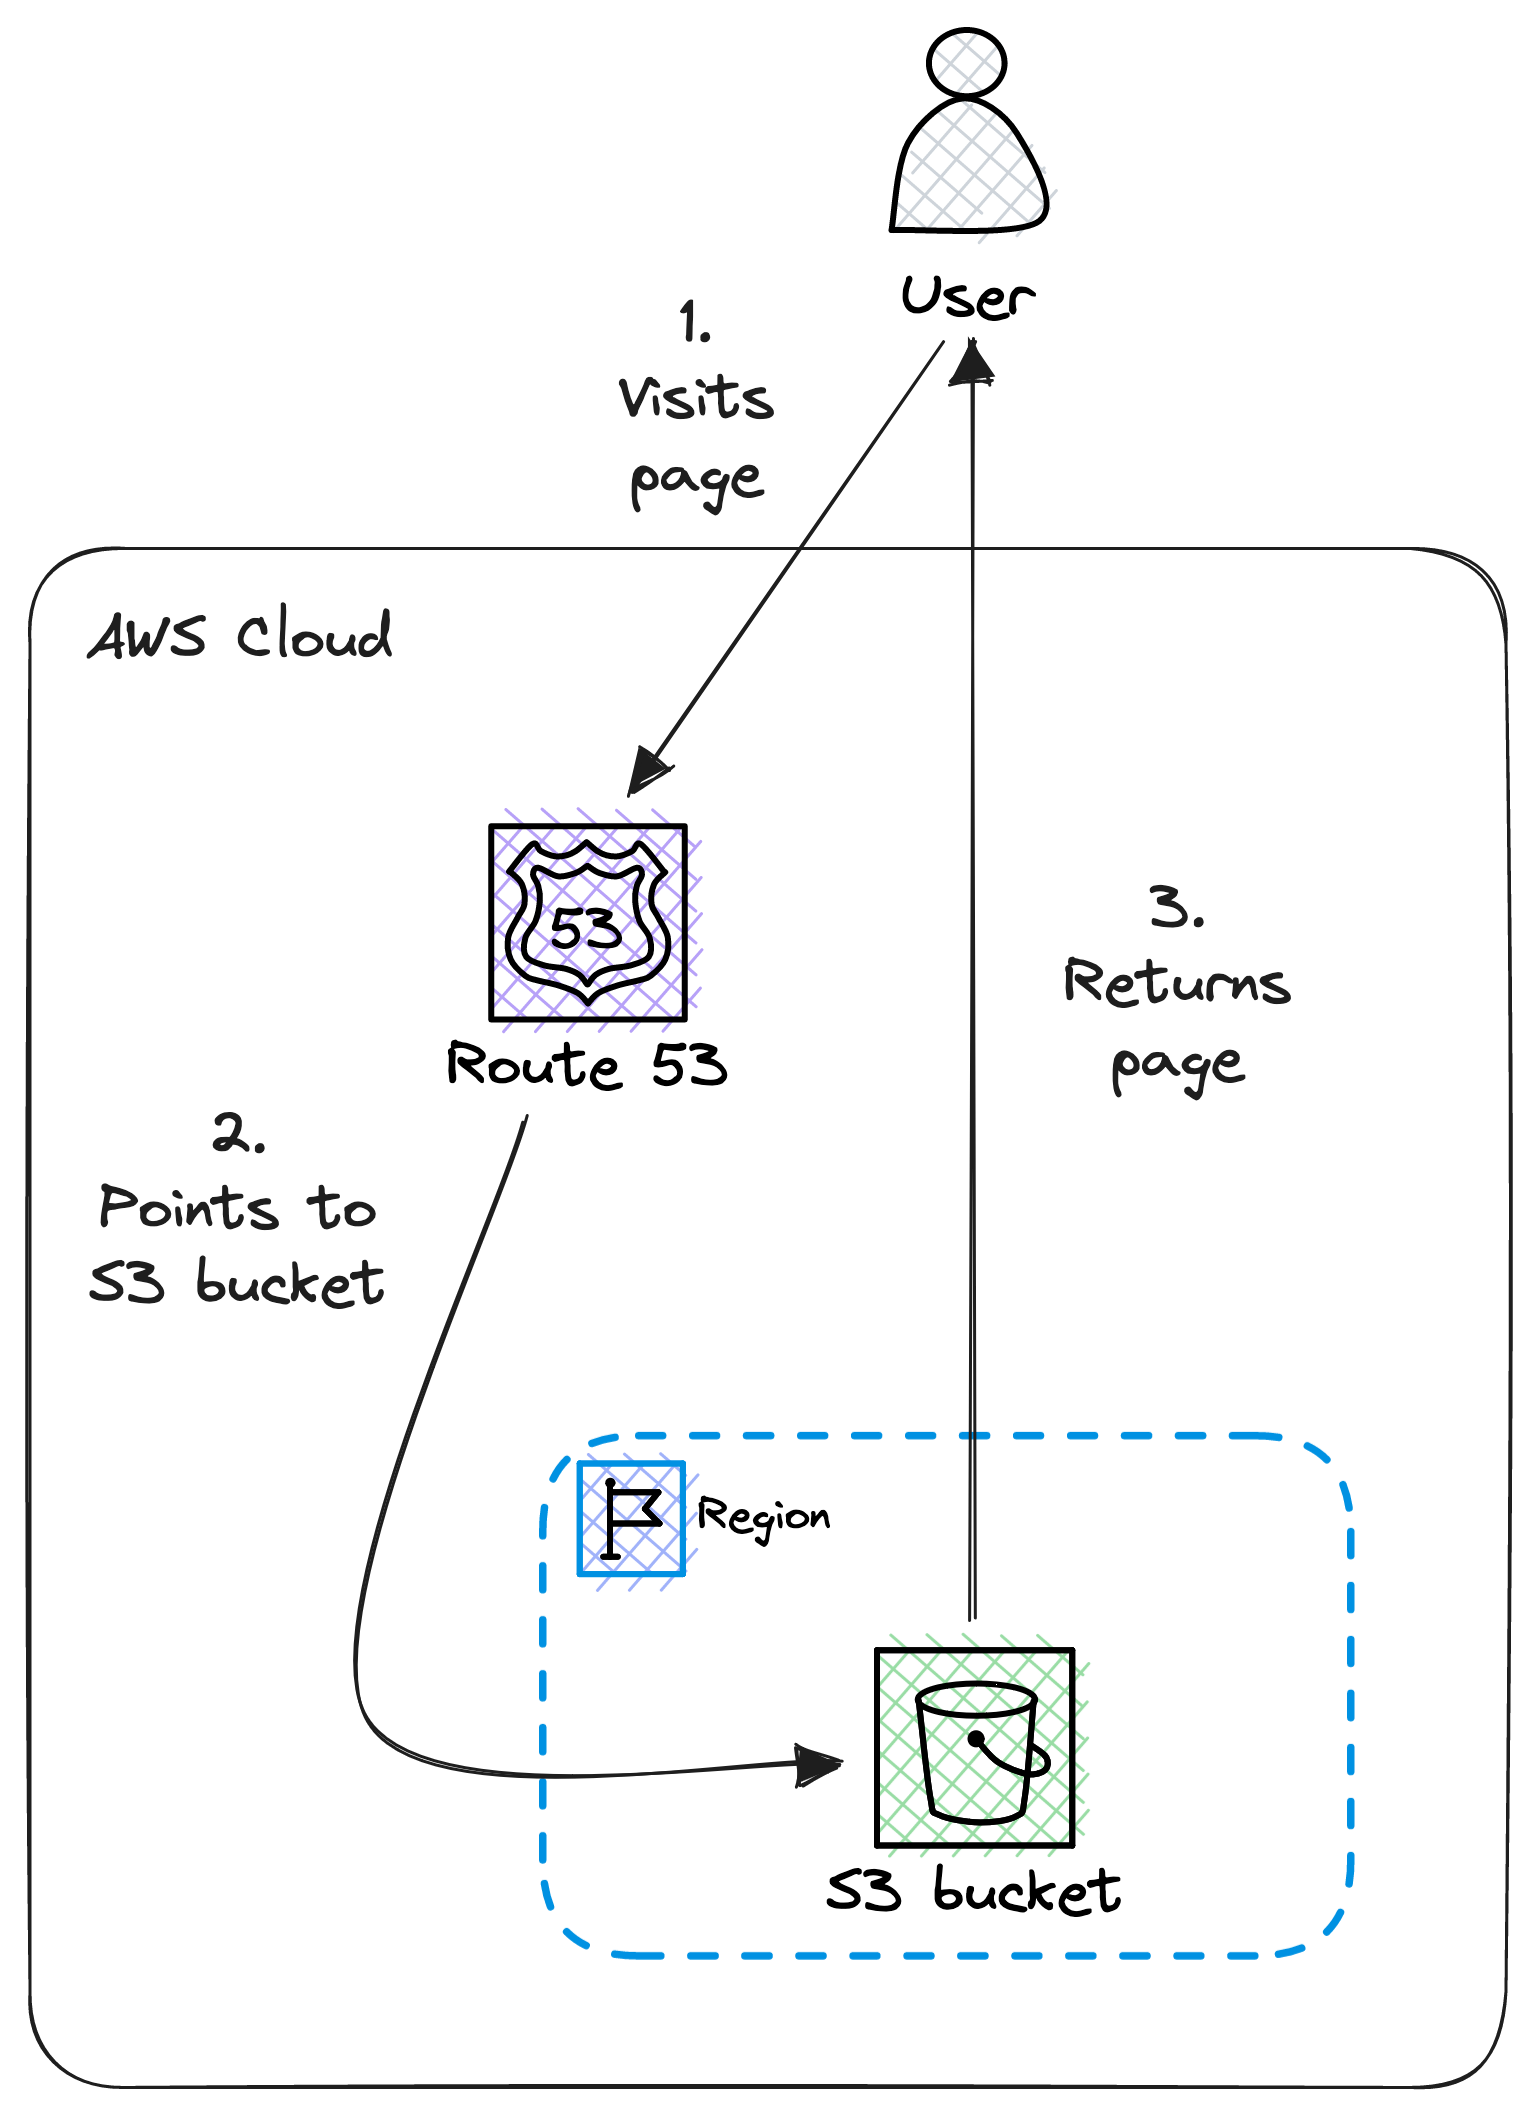 User
1.
Visits
page
AWS Cloud
53
Route 53
3.
Returns
page
2.
Points to
S3 bucket
Region
S3 bucket